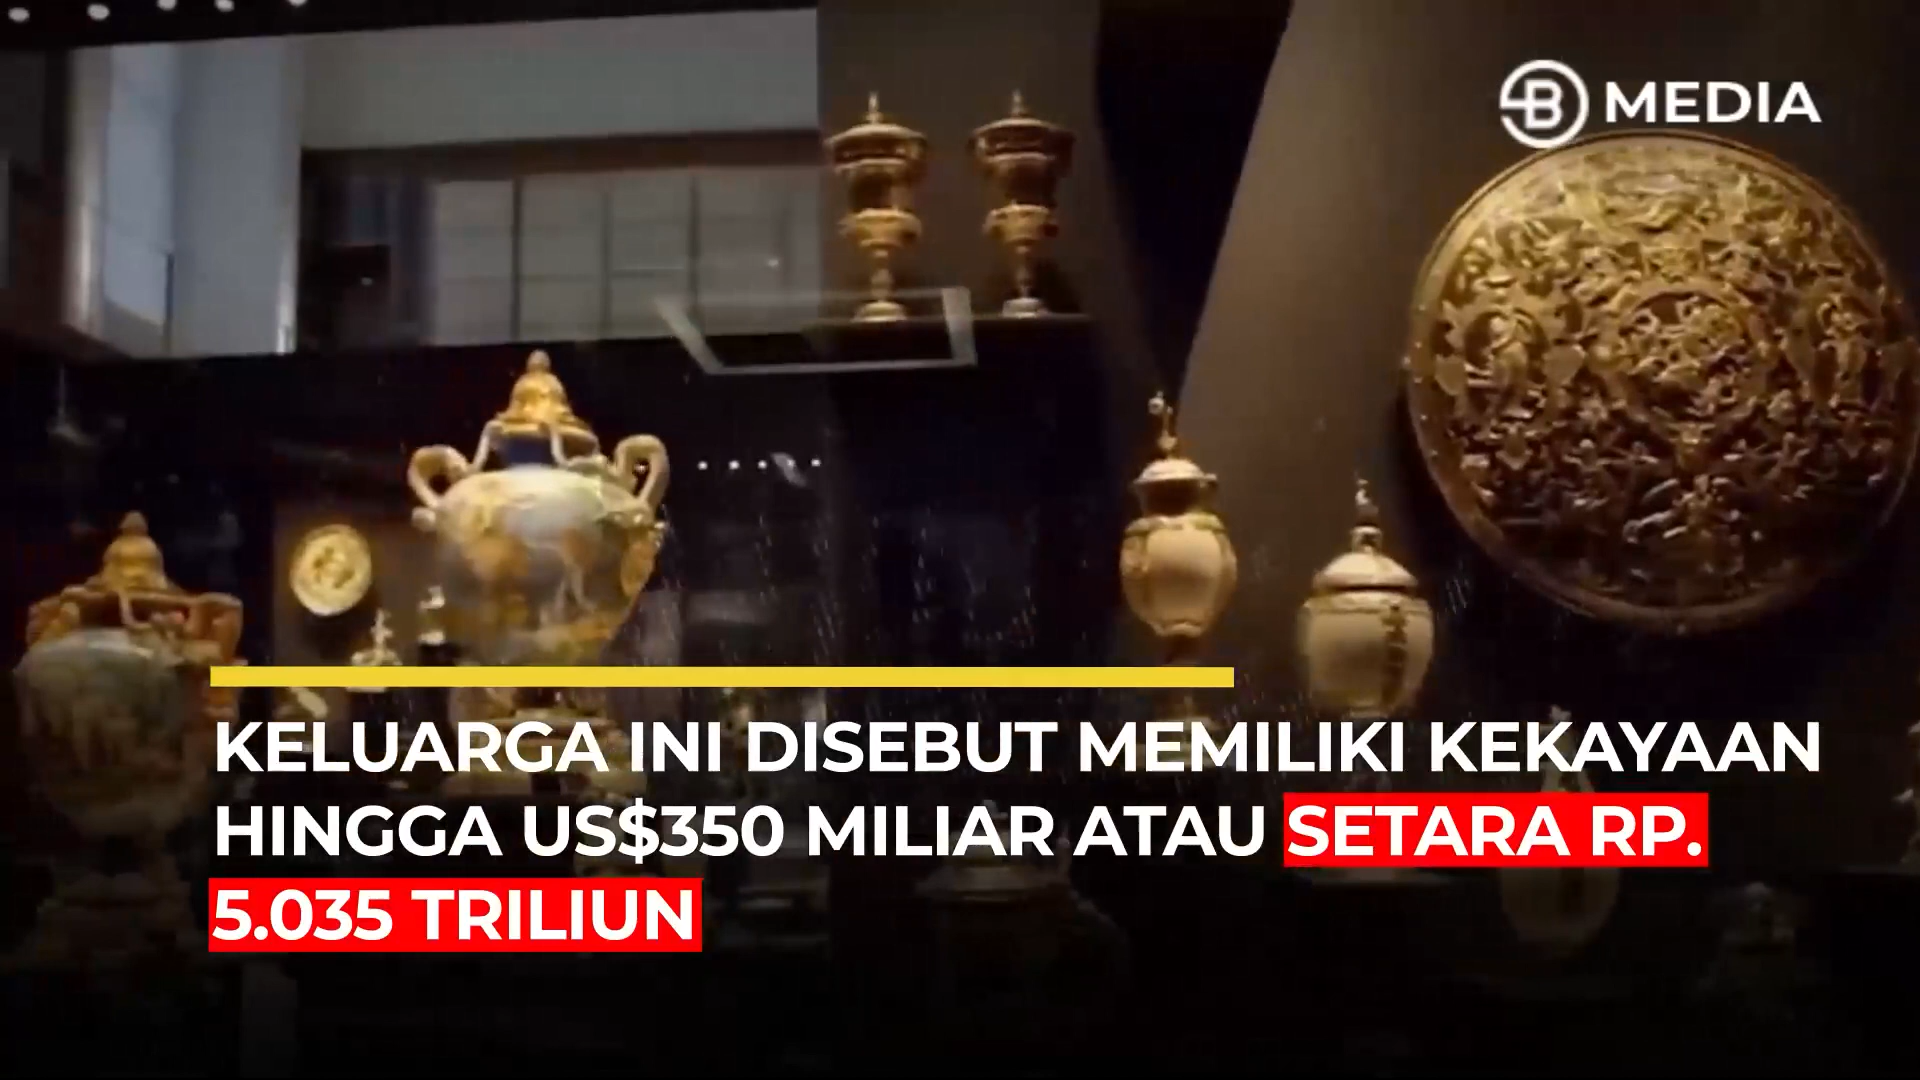 B MEDIA
KELUARGA INI DISEBUT MEMILIKI KEKAYAAN
HINGGA US$350 MILIAR ATAU SETARA RP.
5.035 TRILIUN